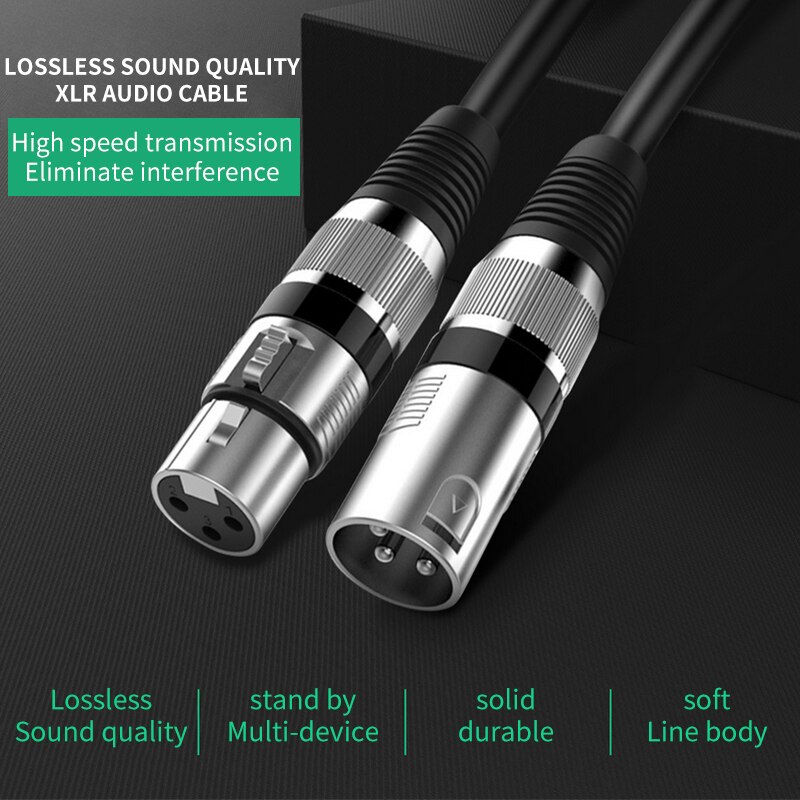 LOSSLESS SOUND QUALITY
XLR AUDIO CABLE
High speed transmission
Eliminate interference
Lossless
Sound quality
stand by
Multi-device
solid
durable
soft
Line body